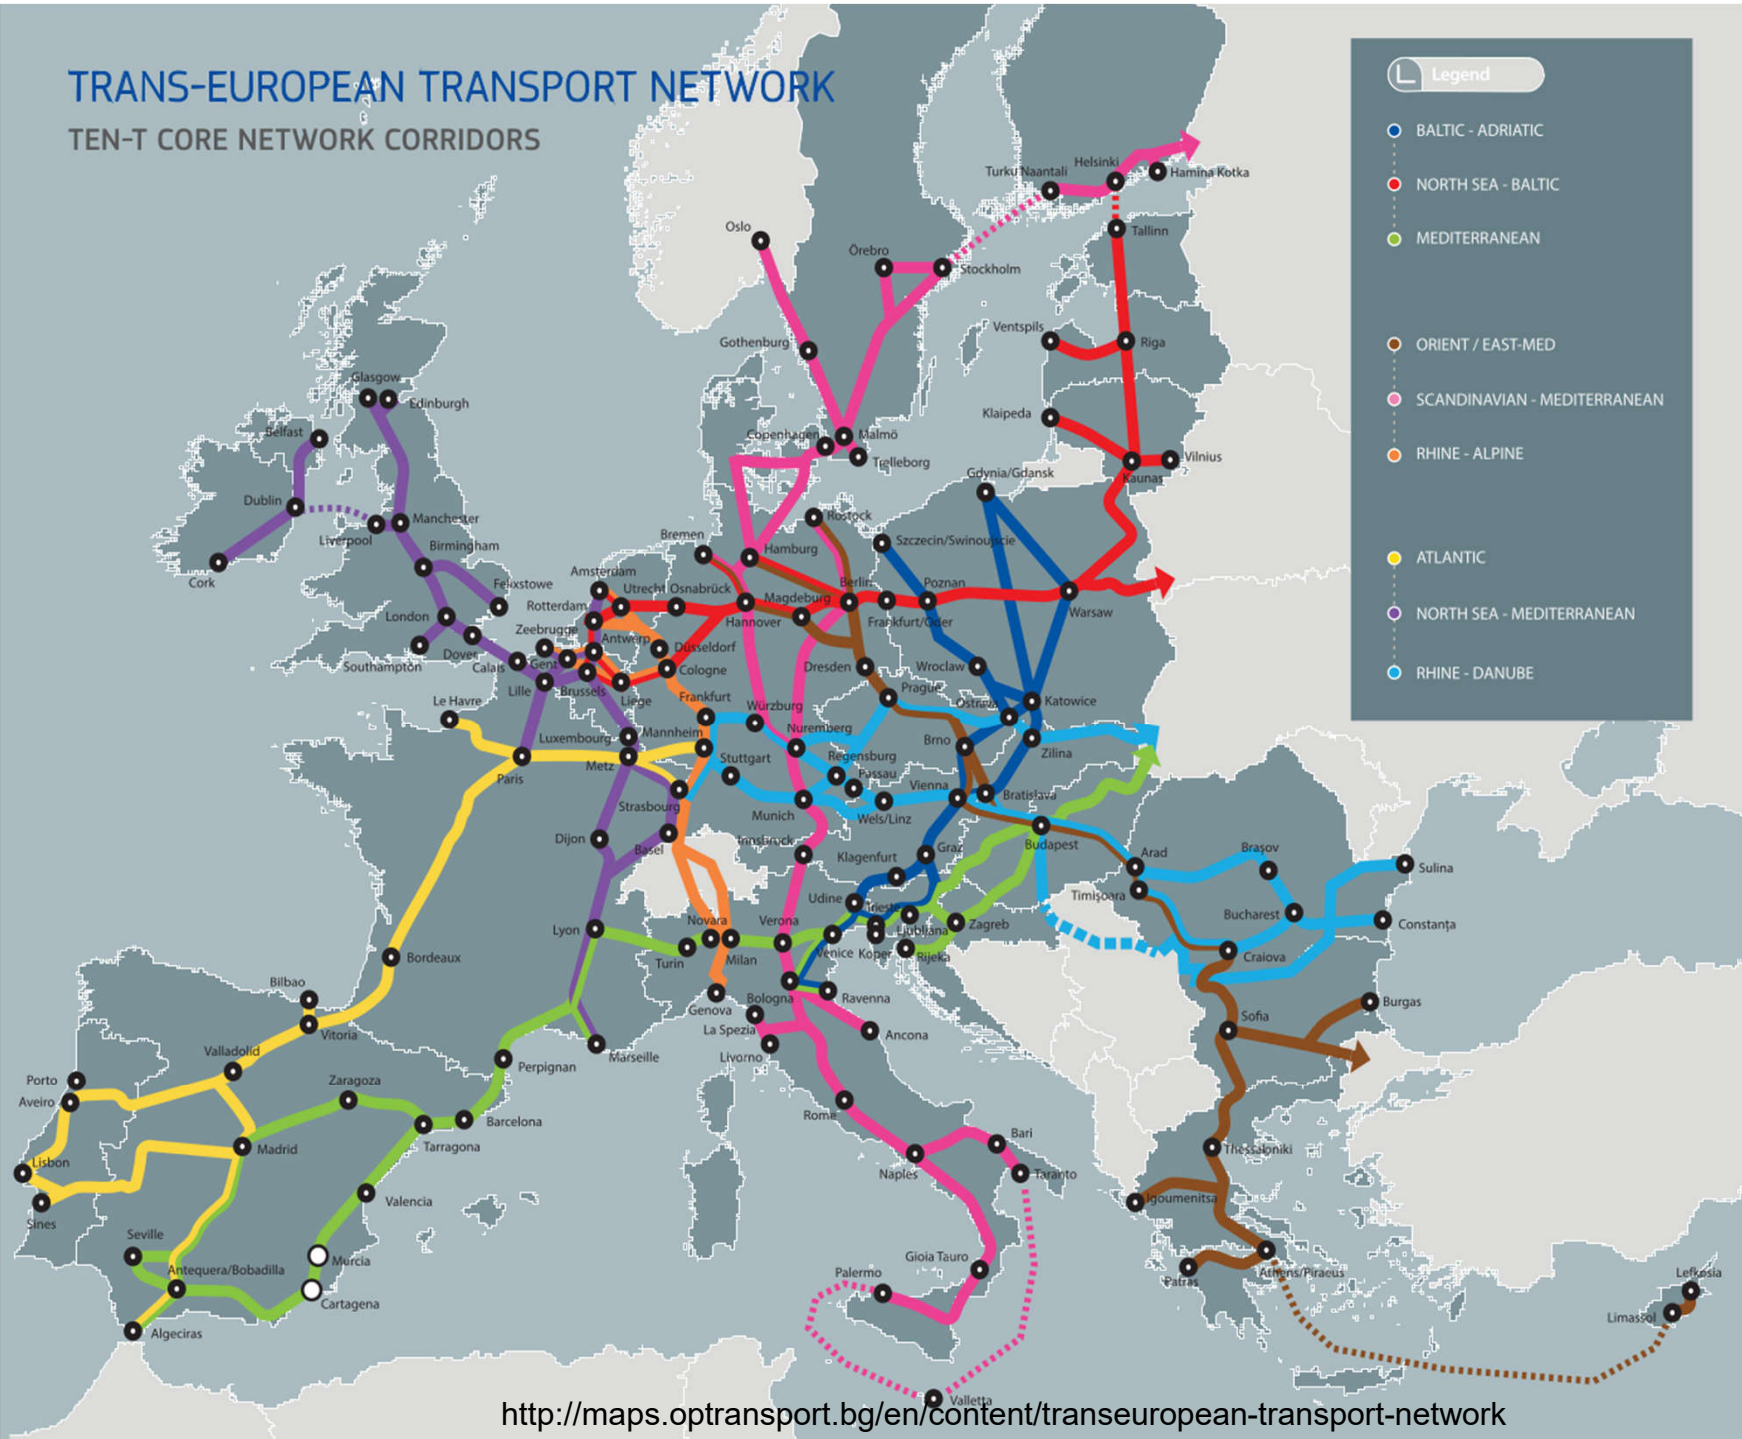 TRANS-EUROPEAN TRANSPORT NETWORK
TEN-T CORE NETWORK CORRIDORS
Legend
BALTIC - ADRIATIC
NORTH SEA - BALTIC
MEDITERRANEAN
ORIENT / EAST-MED
SCANDINAVIAN - MEDITERRANEAN
RHINE - ALPINE
ATLANTIC
NORTH SEA - MEDITERRANEAN
RHINE - DANUBE
Helsinki
Turku Naantali
Hamina Kotka
Oslo
Örebro
Tallinn
Stockholm
Ventspils
Gothenburg
Riga
Glasgow
Edinburgh
Klaipeda
Belfast
Copenhagen
Malmö
Trelleborg
Vilnius
Gdynia/Gdansk
Kaunas
Dublin
Manchester
Rostock
Liverpool
Bremen
Hamburg
Szczecin/Swinoujscie
Birmingham
Cork
Amsterdam
Felixstowe
Utrecht
Osnabrück
Magdeburg
Berlin
Poznan
Rotterdam
London
Hannover
Frankfurt/Oder
Warsaw
Zeebrugge
Antwerp
Düsseldorf
Dover
Southampton
Calais
Gent
Cologne
Dresden
Wroclaw
Lille
Brussels
Liege
Frankfurt
Prague
Le Havre
Würzburg
Ostrava
Katowice
Luxembourg
Mannheim
Nuremberg
Brno
Zilina
Metz
Stuttgart
Regensburg
Paris
Passau
Vienna
Bratislava
Strasbourg
Munich
Wels/Linz
Dijon
Basel
Innsbruck
Klagenfurt
Graz
Budapest
Arad
Braşov
Sulina
Udine
Trieste
Timişoara
Novara
Verona
Ljubljana
Zagreb
Bucharest
Constanţa
Lyon
Turin
Milan
Venice
Koper
Rijeka
Craiova
Bordeaux
Bilbao
Genova
Bologna
Ravenna
Burgas
Vitoria
La Spezia
Ancona
Sofia
Valladolid
Livorno
Marseille
Perpignan
Porto
Zaragoza
Aveiro
Rome
Barcelona
Madrid
Tarragona
Bari
Thessaloniki
Lisbon
Naples
Taranto
Valencia
Igoumenitsa
Sines
Seville
Murcia
Gioia Tauro
Antequera/Bobadilla
Palermo
Patras
Athens/Piraeus
Lefkosia
Cartagena
Limassol
Algeciras
Valletta
http://maps.optransport.bg/en/content/transeuropean-transport-network